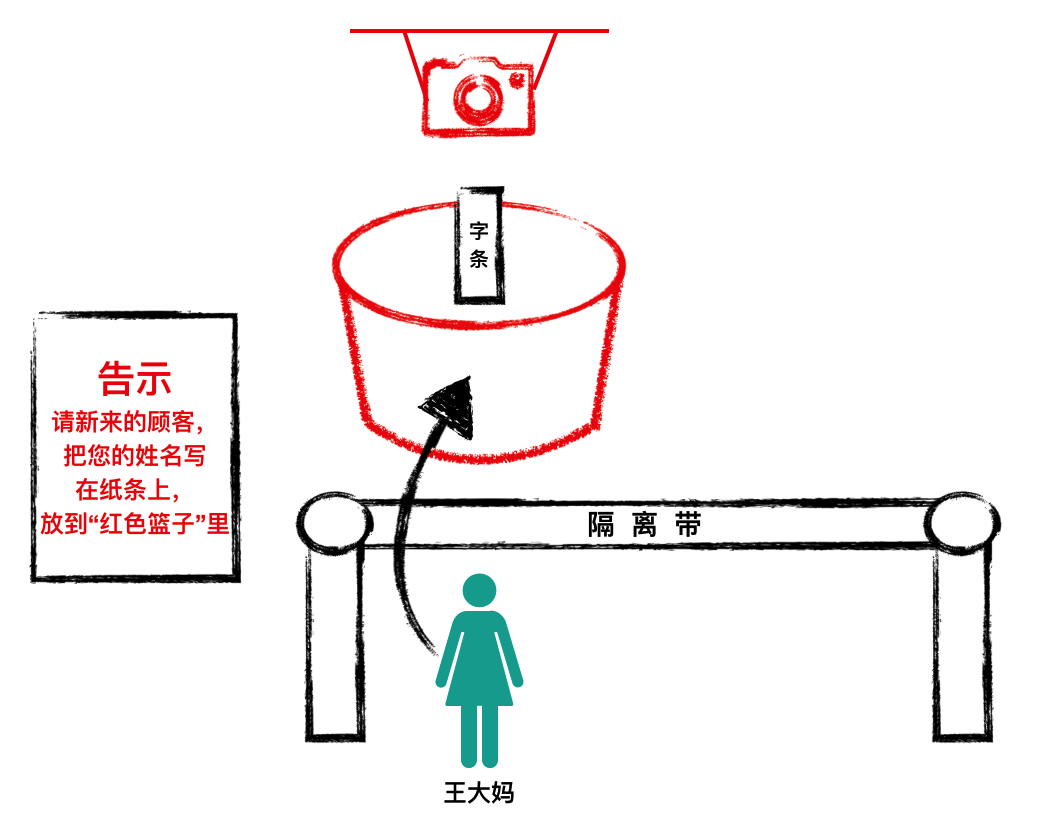 字
条
告示
请新来的顾客，
把您的姓名写
在纸条上，
放到“红色篮子”里
隔离带
王大妈